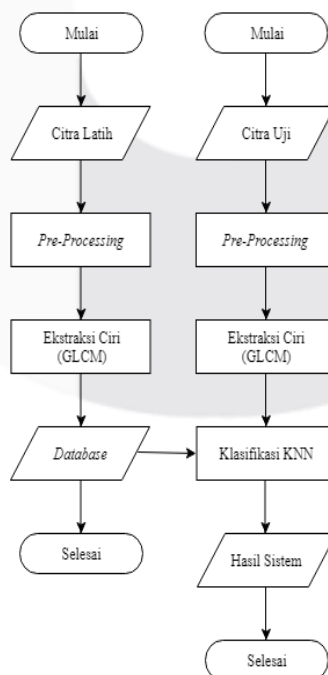 Mulai
Citra Latih
Pre-Processing
Ekstraksi Ciri
(GLCM)
Database
Selesai
Mulai
Citra Uji
Pre-Processing
Ekstraksi Ciri
(GLCM)
Klasifikasi KNN
Hasil Sistem
Selesai